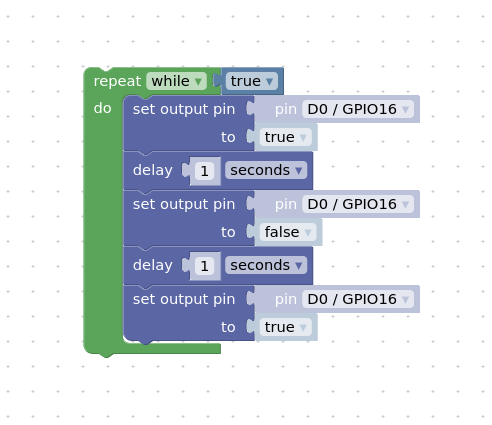 repeat while true
do set output pin pin D0 / GPIO16
to true
delay 1 seconds
set output pin pin D0 / GPIO16
to false
delay 1 seconds
set output pin pin D0 / GPIO16
to true